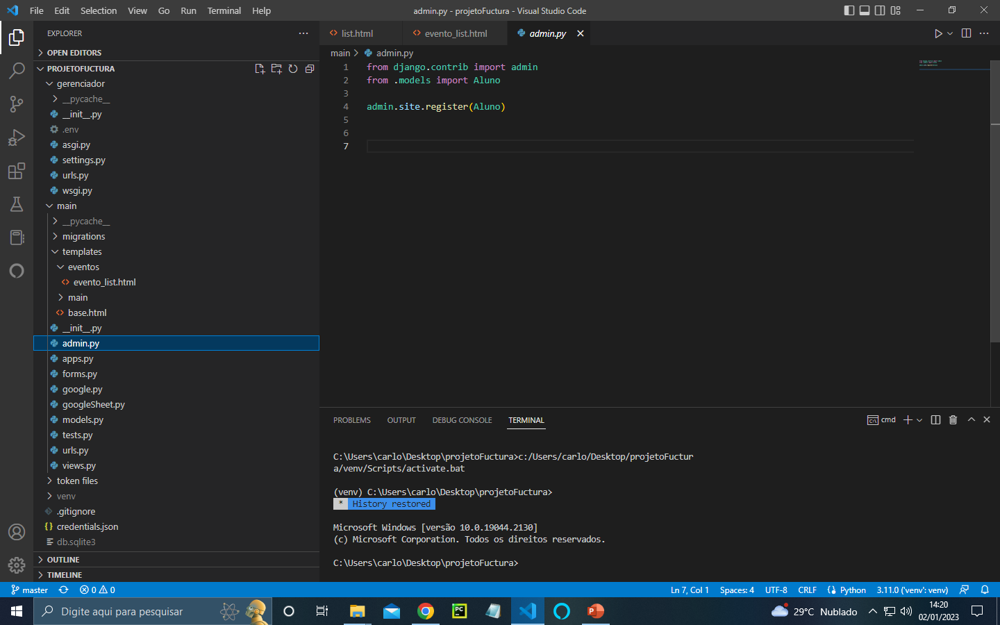 File Edit Selection View Go Run Terminal Help
admin.py - projetoFuctura - Visual Studio Code
EXPLORER
OPEN EDITORS
PROJETOFUCTURA
gerenciador
__pycache__
__init__.py
.env
asgi.py
settings.py
urls.py
wsgi.py
main
__pycache__
migrations
templates
eventos
evento_list.html
main
base.html
__init__.py
admin.py
apps.py
forms.py
google.py
googleSheet.py
models.py
tests.py
urls.py
views.py
token files
venv
.gitignore
credentials.json
db.sqlite3
OUTLINE
TIMELINE
list.html evento_list.html admin.py
main > admin.py
1 from django.contrib import admin
2 from .models import Aluno
3
4 admin.site.register(Aluno)
5
6
7
PROBLEMS OUTPUT DEBUG CONSOLE TERMINAL
cmd
C:\Users\carlo\Desktop\projetoFuctura>c:/Users/carlo/Desktop/projetoFuctur
a/venv/Scripts/activate.bat
(venv) C:\Users\carlo\Desktop\projetoFuctura>
* History restored
Microsoft Windows [versão 10.0.19044.2130]
(c) Microsoft Corporation. Todos os direitos reservados.
C:\Users\carlo\Desktop\projetoFuctura>
master 0 0 Ln 7, Col 1 Spaces: 4 UTF-8 CRLF Python 3.11.0 ('venv': venv)
Digite aqui para pesquisar
PC
P
29°C Nublado
14:20
02/01/2023